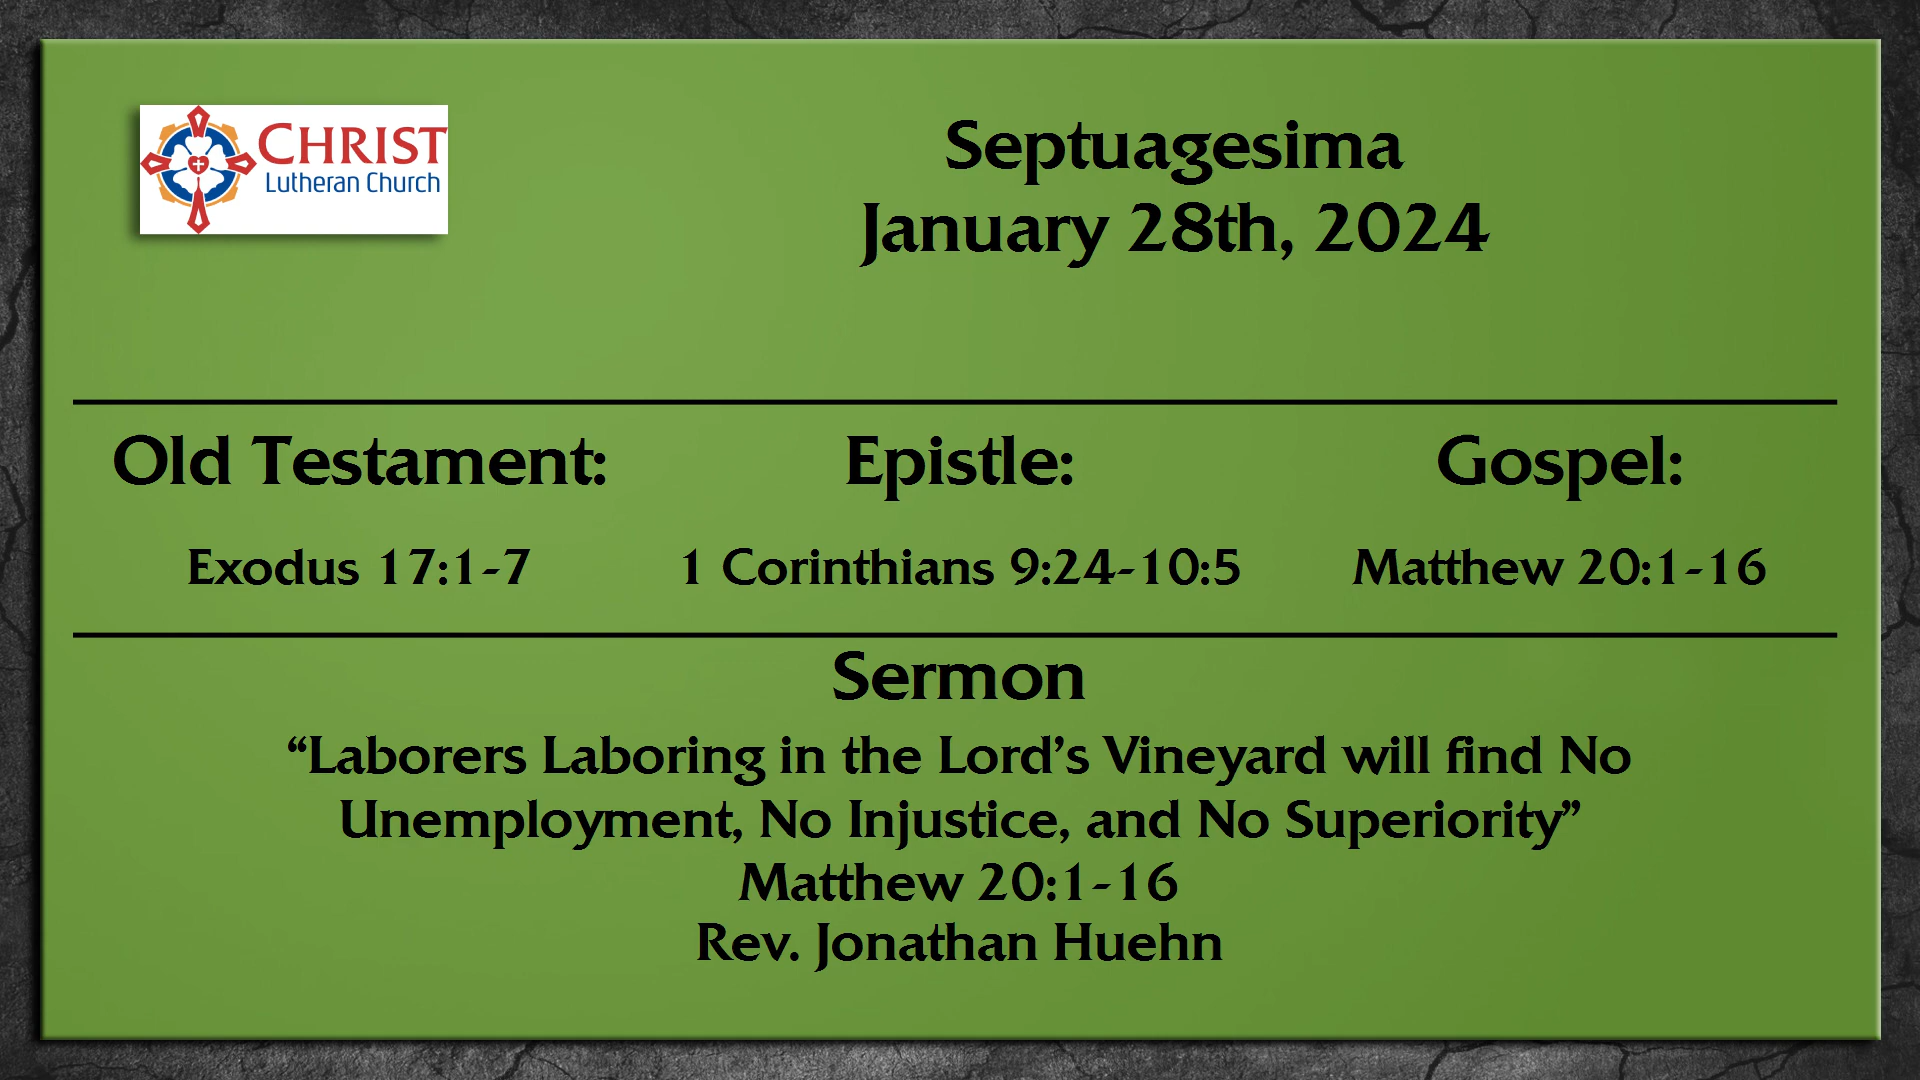 CHRIST
Lutheran Church
Septuagesima
January 28th, 2024
Old Testament:
Epistle:
Gospel:
Exodus 17:1-7
1 Corinthians 9:24-10:5
Matthew 20:1-16
Sermon
“Laborers Laboring in the Lord’s Vineyard will find No
Unemployment, No Injustice, and No Superiority”
Matthew 20:1-16
Rev. Jonathan Huehn